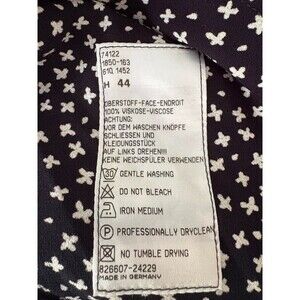 74122
1850-163
610, 1452
H 44
OBERSTOFF-FACE-ENDROIT
100% VISKOSE-VISCOSE
ACHTUNG:
VOR DEM WASCHEN KNÖPFE
SCHLIESSEN UND
KLEIDUNGSSTÜCK
AUF LINKS DREHEN!!!
KEINE WEICHSPÜLER VERWENDEN
30 GENTLE WASHING
DO NOT BLEACH
IRON MEDIUM
P PROFESSIONALLY DRYCLEAN
NO TUMBLE DRYING
826607-24229
MADE IN GERMANY